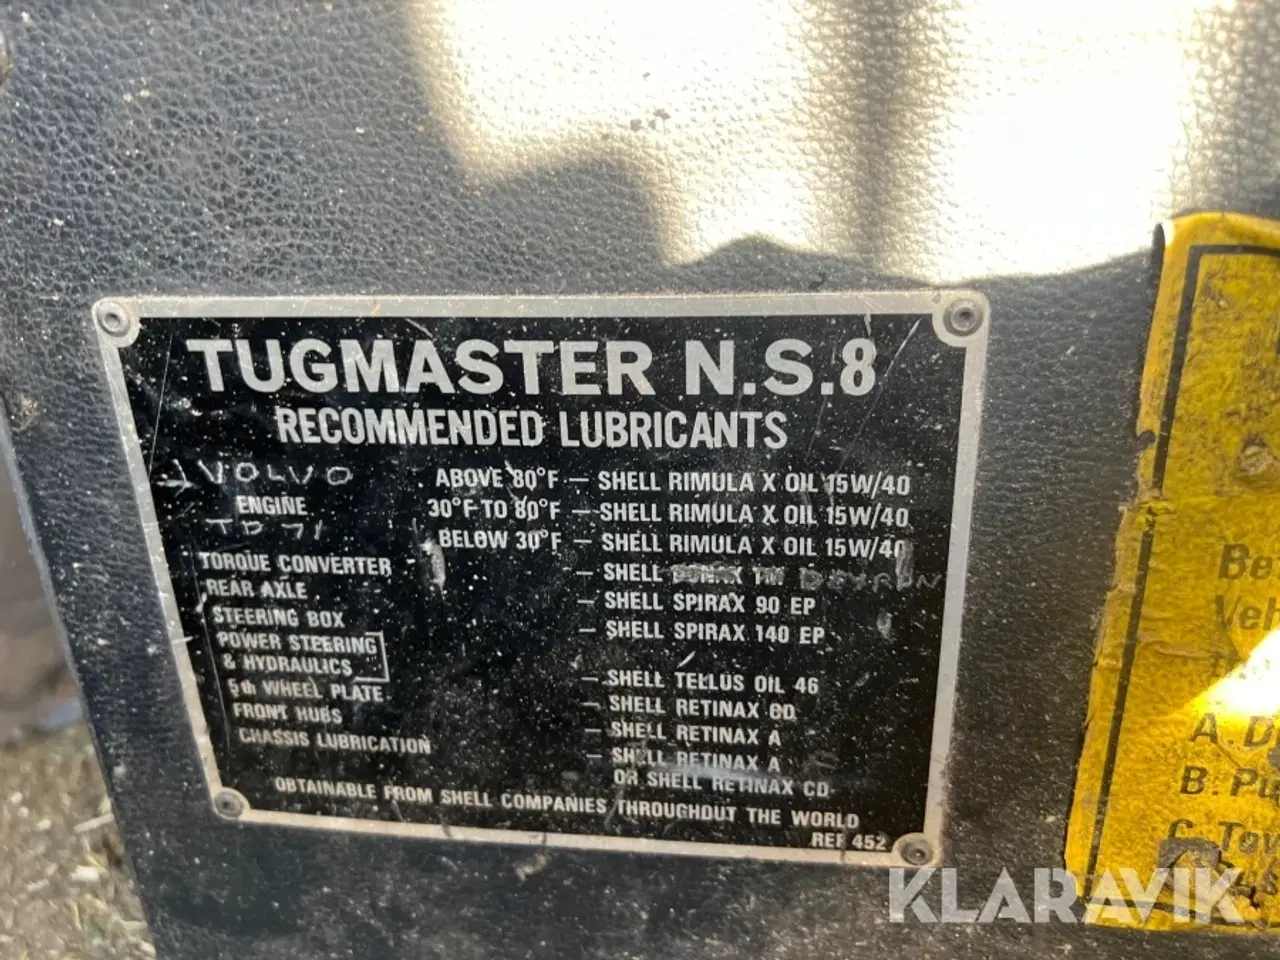 TUGMASTER N.S.8
RECOMMENDED LUBRICANTS
VOLVO
ENGINE
TD 71
ABOVE 80°F — SHELL RIMULA X OIL 15W/40
30°F TO 80°F — SHELL RIMULA X OIL 15W/40
BELOW 30°F — SHELL RIMULA X OIL 15W/40
TORQUE CONVERTER — SHELL
REAR AXLE — SHELL SPIRAX 90 EP
STEERING BOX — SHELL SPIRAX 140 EP
POWER STEERING
& HYDRAULICS — SHELL TELLUS OIL 46
5th WHEEL PLATE — SHELL RETINAX CD
FRONT HUBS — SHELL RETINAX A
CHASSIS LUBRICATION — SHELL RETINAX A
OR SHELL RETINAX CD
OBTAINABLE FROM SHELL COMPANIES THROUGHOUT THE WORLD
REF 452
Be
Veh
A. D
B. Pu
C. Tow
KLARAVIK